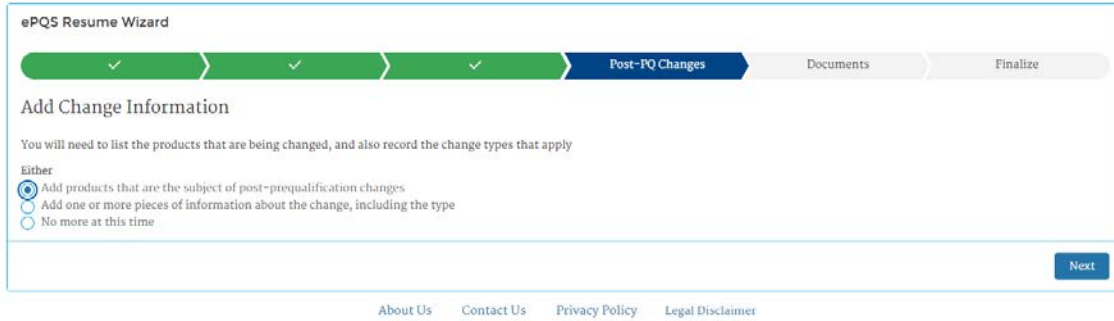 ePQS Resume Wizard
Post-PQ Changes
Documents
Finalize
Add Change Information
You will need to list the products that are being changed, and also record the change types that apply
Either
Add products that are the subject of post-prequalification changes
Add one or more pieces of information about the change, including the type
No more at this time
Next
About Us Contact Us Privacy Policy Legal Disclaimer